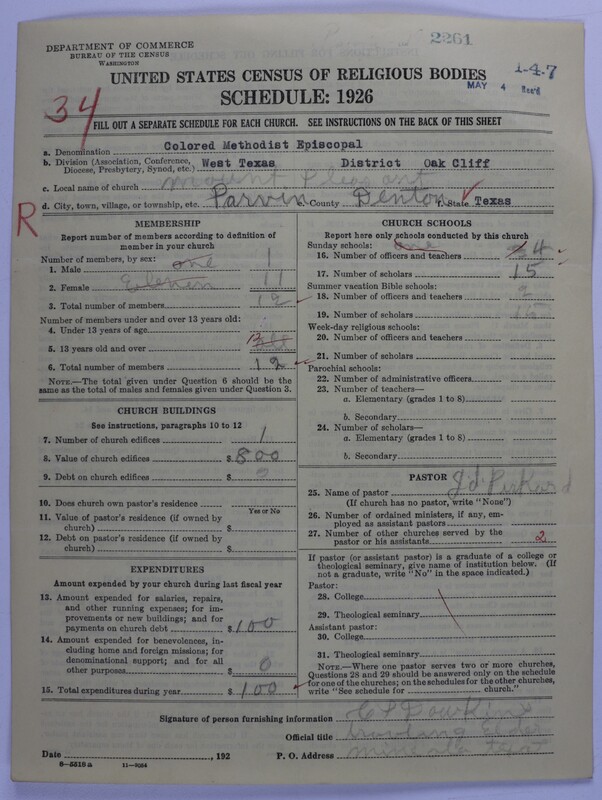 2261
DEPARTMENT OF COMMERCE
BUREAU OF THE CENSUS
WASHINGTON
UNITED STATES CENSUS OF RELIGIOUS BODIES
1-4-7
MAY 4 Rec'd
SCHEDULE: 1926
34
FILL OUT A SEPARATE SCHEDULE FOR EACH CHURCH. SEE INSTRUCTIONS ON THE BACK OF THIS SHEET
a. Denomination Colored Methodist Episcopal
b. Division (Association, Conference, Diocese, Presbytery, Synod, etc.) West Texas District Oak Cliff
c. Local name of church Mount Pleasant
d. City, town, village, or township, etc. Parvin County Denton State Texas
R
MEMBERSHIP
Report number of members according to definition of
member in your church
Number of members, by sex:
1. Male one 1
2. Female Eleven 11
3. Total number of members 12
Number of members under and over 13 years old:
4. Under 13 years of age
5. 13 years old and over
6. Total number of members 12
NOTE.—The total given under Question 6 should be
same as the total of males and females given under Question 3.
CHURCH BUILDINGS
See instructions, paragraphs 10 to 12
7. Number of church edifices 1
8. Value of church edifices $ 800
9. Debt on church edifices $
10. Does church own pastor's residence
Yes or No
11. Value of pastor's residence (if owned by
church) $
12. Debt on pastor's residence (if owned by
church) $
EXPENDITURES
Amount expended by your church during last fiscal year
13. Amount expended for salaries, repairs,
and other running expenses; for im-
provements or new buildings; and for
payments on church debt $ 100
14. Amount expended for benevolences, in-
cluding home and foreign missions; for
denominational support; and for all
other purposes $ 0
15. Total expenditures during year $ 100
CHURCH SCHOOLS
Report here only schools conducted by this church
Sunday schools: one
16. Number of officers and teachers 4
17. Number of scholars 15
Summer vacation Bible schools:
18. Number of officers and teachers 2
19. Number of scholars 15
Week-day religious schools:
20. Number of officers and teachers
21. Number of scholars
Parochial schools:
22. Number of administrative officers
23. Number of teachers—
a. Elementary (grades 1 to 8)
b. Secondary
24. Number of scholars—
a. Elementary (grades 1 to 8)
b. Secondary
PASTOR
25. Name of pastor
(If church has no pastor, write "None")
26. Number of ordained ministers, if any, em-
ployed as assistant pastors
27. Number of other churches served by the
pastor or his assistants 2
If pastor (or assistant pastor) is a graduate of a college or
theological seminary, give name of institution below. (If
not a graduate, write "No" in the space indicated.)
Pastor:
28. College
29. Theological seminary
Assistant pastor:
30. College
31. Theological seminary
NOTE.—Where one pastor serves two or more churches,
Questions 28 and 29 should be answered only on the schedule
for one of the churches; on the schedules for the other churches,
write "See schedule for church."
Signature of person furnishing information
Official title Elder
Date , 192 P. O. Address
8—5519 a 11—9034